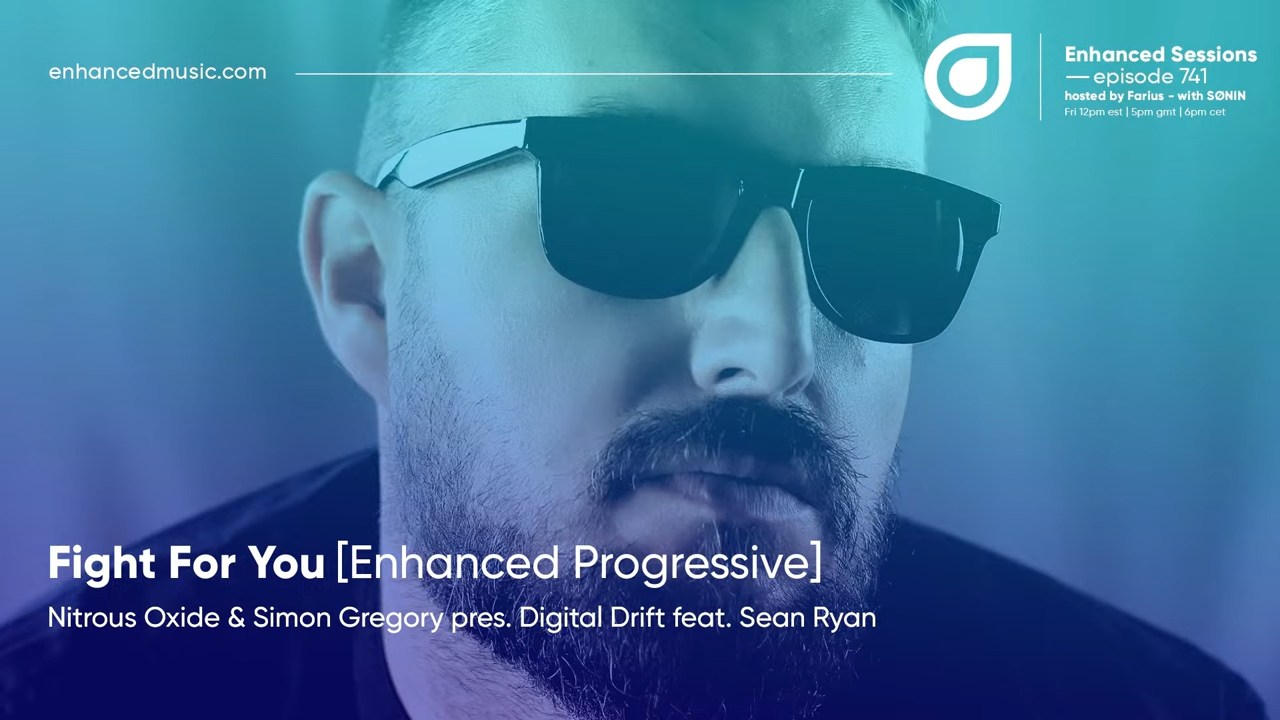 enhancedmusic.com
Enhanced Sessions
— episode 741
hosted by Farius - with SØNIN
Fri 12pm est | 5pm gmt | 6pm cet
Fight For You [Enhanced Progressive]
Nitrous Oxide & Simon Gregory pres. Digital Drift feat. Sean Ryan